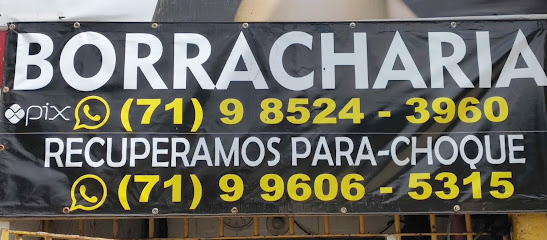 BORRACHARIA
pix (71) 9 8524 - 3960
RECUPERAMOS PARA-CHOQUE
(71) 9 9606 - 5315